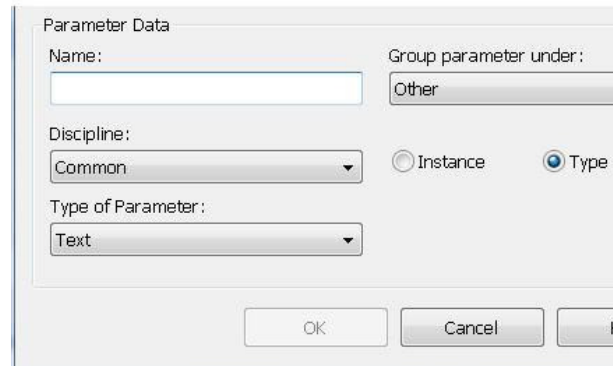 Parameter Data
Name:
Group parameter under:
Other
Discipline:
Common
Instance
Type
Type of Parameter:
Text
OK
Cancel